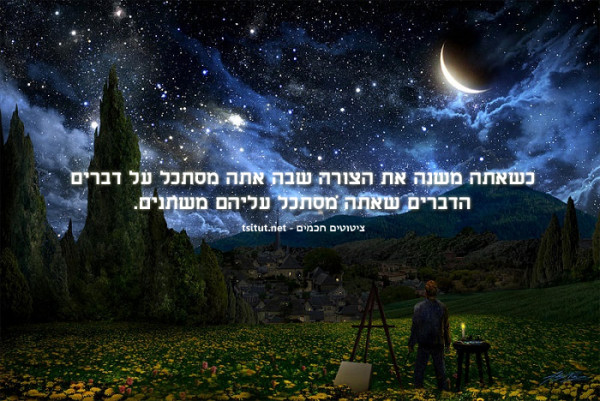 כשאתה משנה את הצורה שבה אתה מסתכל על דברים
הדברים שאתה מסתכל עליהם משתנים.
ציטוטים חכמים - tsitut.net